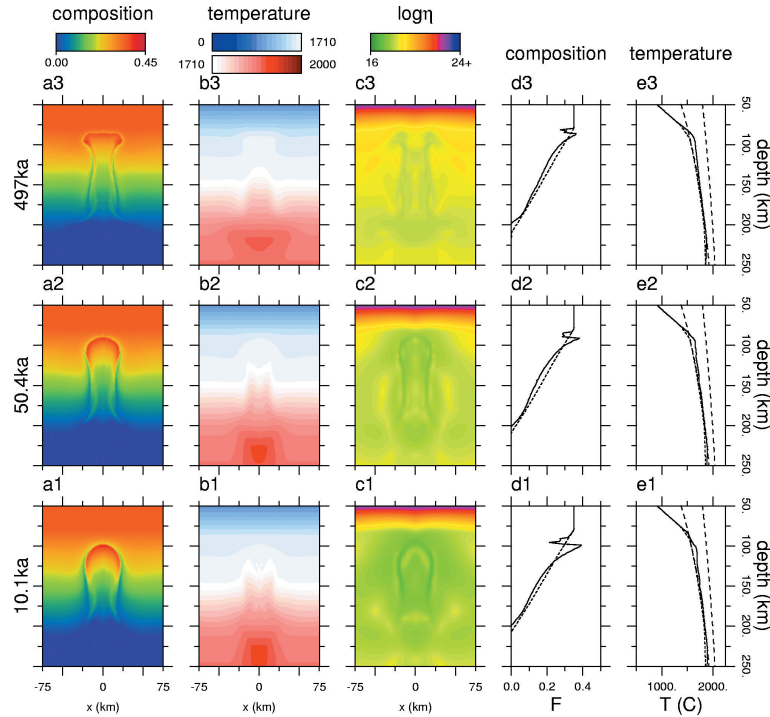 composition temperature logη
0 1710
1710 2000
0.00 0.45 16 24+ composition temperature
a3 b3 c3 d3 e3
497ka
50.
100.
150.
200.
250.
depth (km)
a2 b2 c2 d2 e2
50.4ka
50.
100.
150.
200.
250.
depth (km)
a1 b1 c1 d1 e1
10.1ka
50.
100.
150.
200.
250.
depth (km)
-75 0 75 -75 0 75 -75 0 75 0.0 0.2 0.4 1000. 2000.
x (km) x (km) x (km) F T (C)